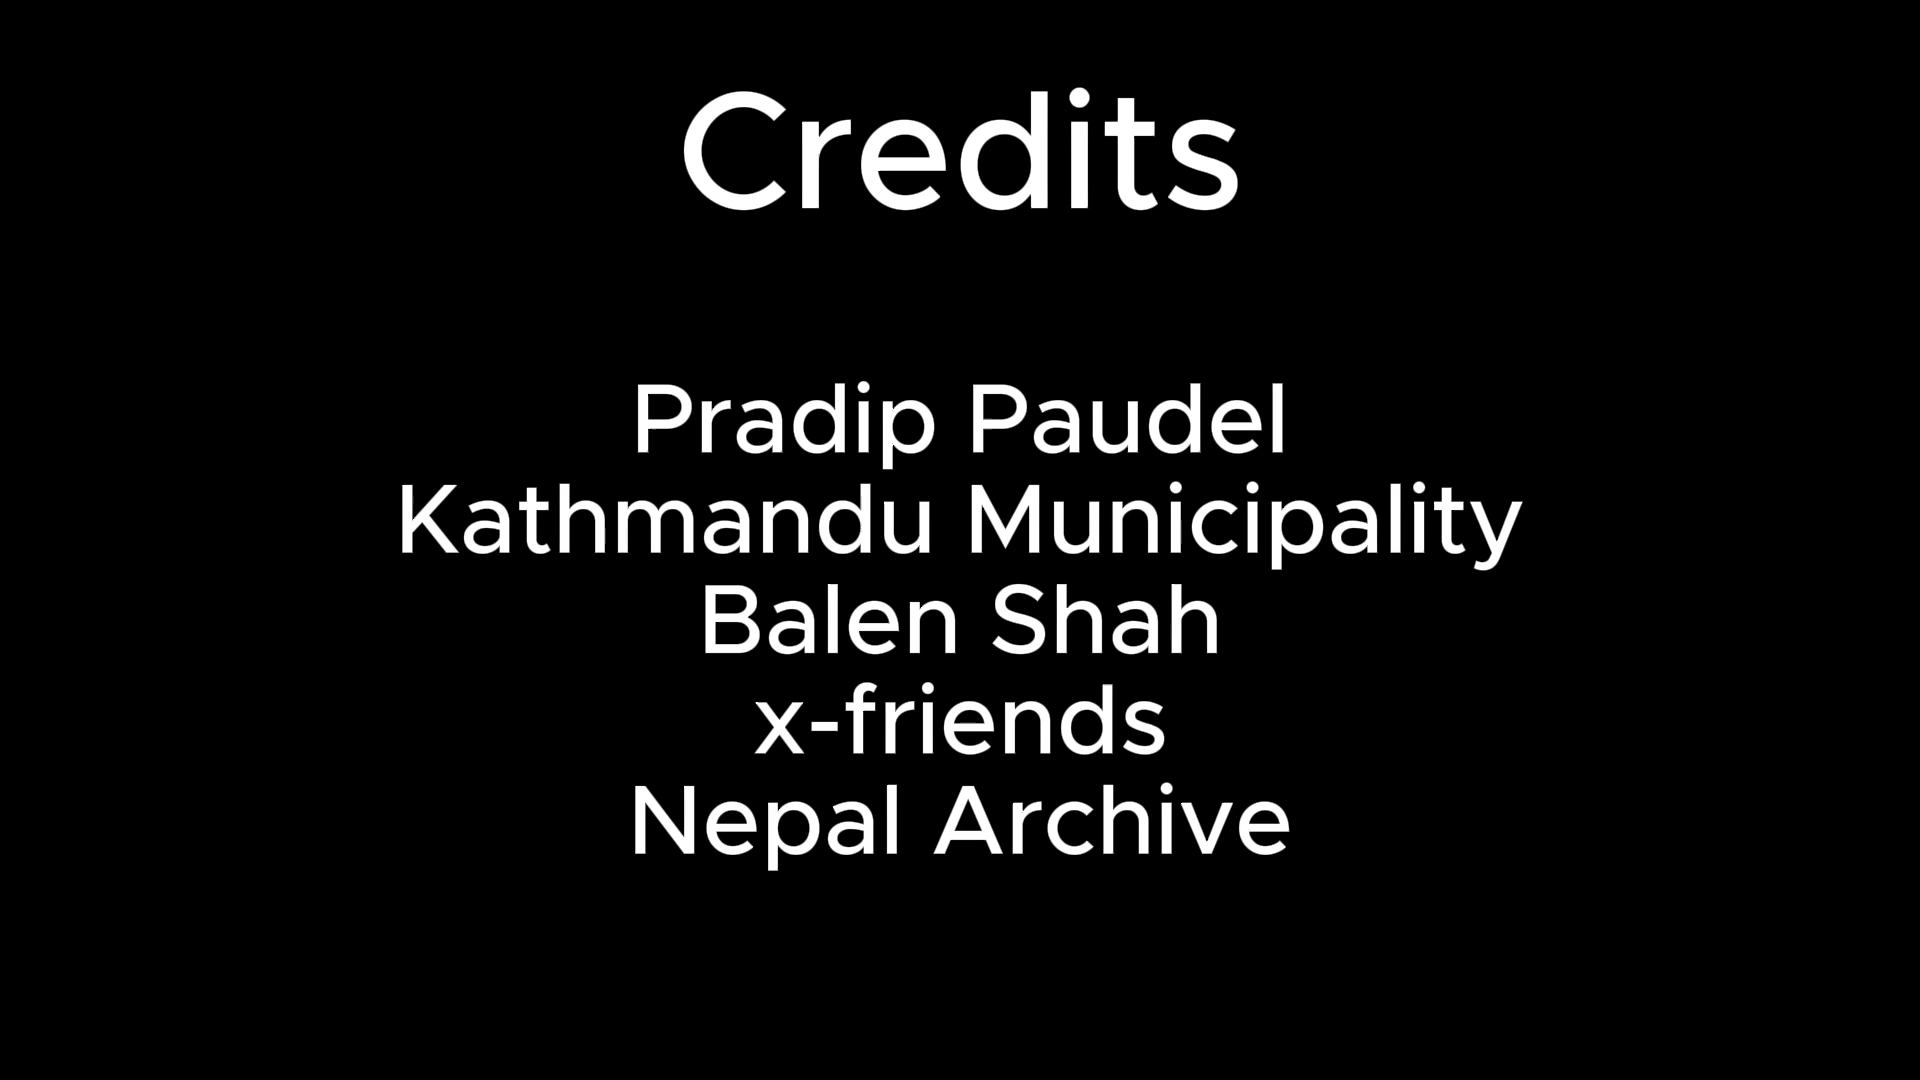 Credits
Pradip Paudel
Kathmandu Municipality
Balen Shah
x-friends
Nepal Archive